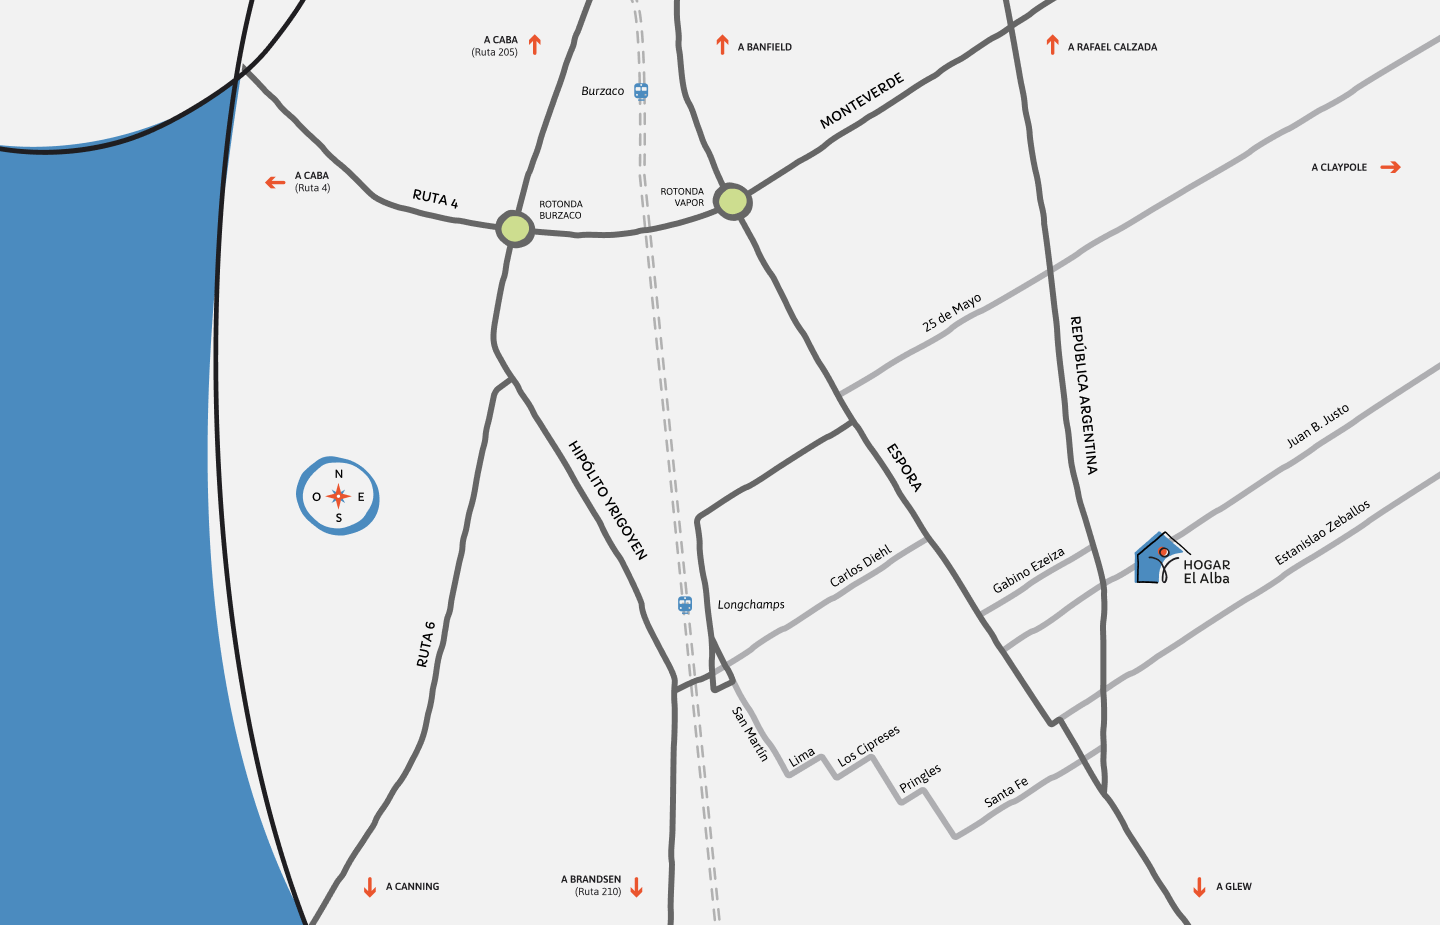 A CABA
(Ruta 205)
A BANFIELD
A RAFAEL CALZADA
Burzaco
MONTEVERDE
A CLAYPOLE
A CABA
(Ruta 4)
RUTA 4
ROTONDA
BURZACO
ROTONDA
VAPOR
25 de Mayo
REPÚBLICA ARGENTINA
Juan B. Justo
HIPÓLITO YRIGOYEN
ESPORA
N
O
E
S
Estanislao Zeballos
Carlos Diehl
Gabino Ezeiza
HOGAR
El Alba
Longchamps
RUTA 6
San Martín
Lima
Los Cipreses
Pringles
Santa Fe
A CANNING
A BRANDSEN
(Ruta 210)
A GLEW